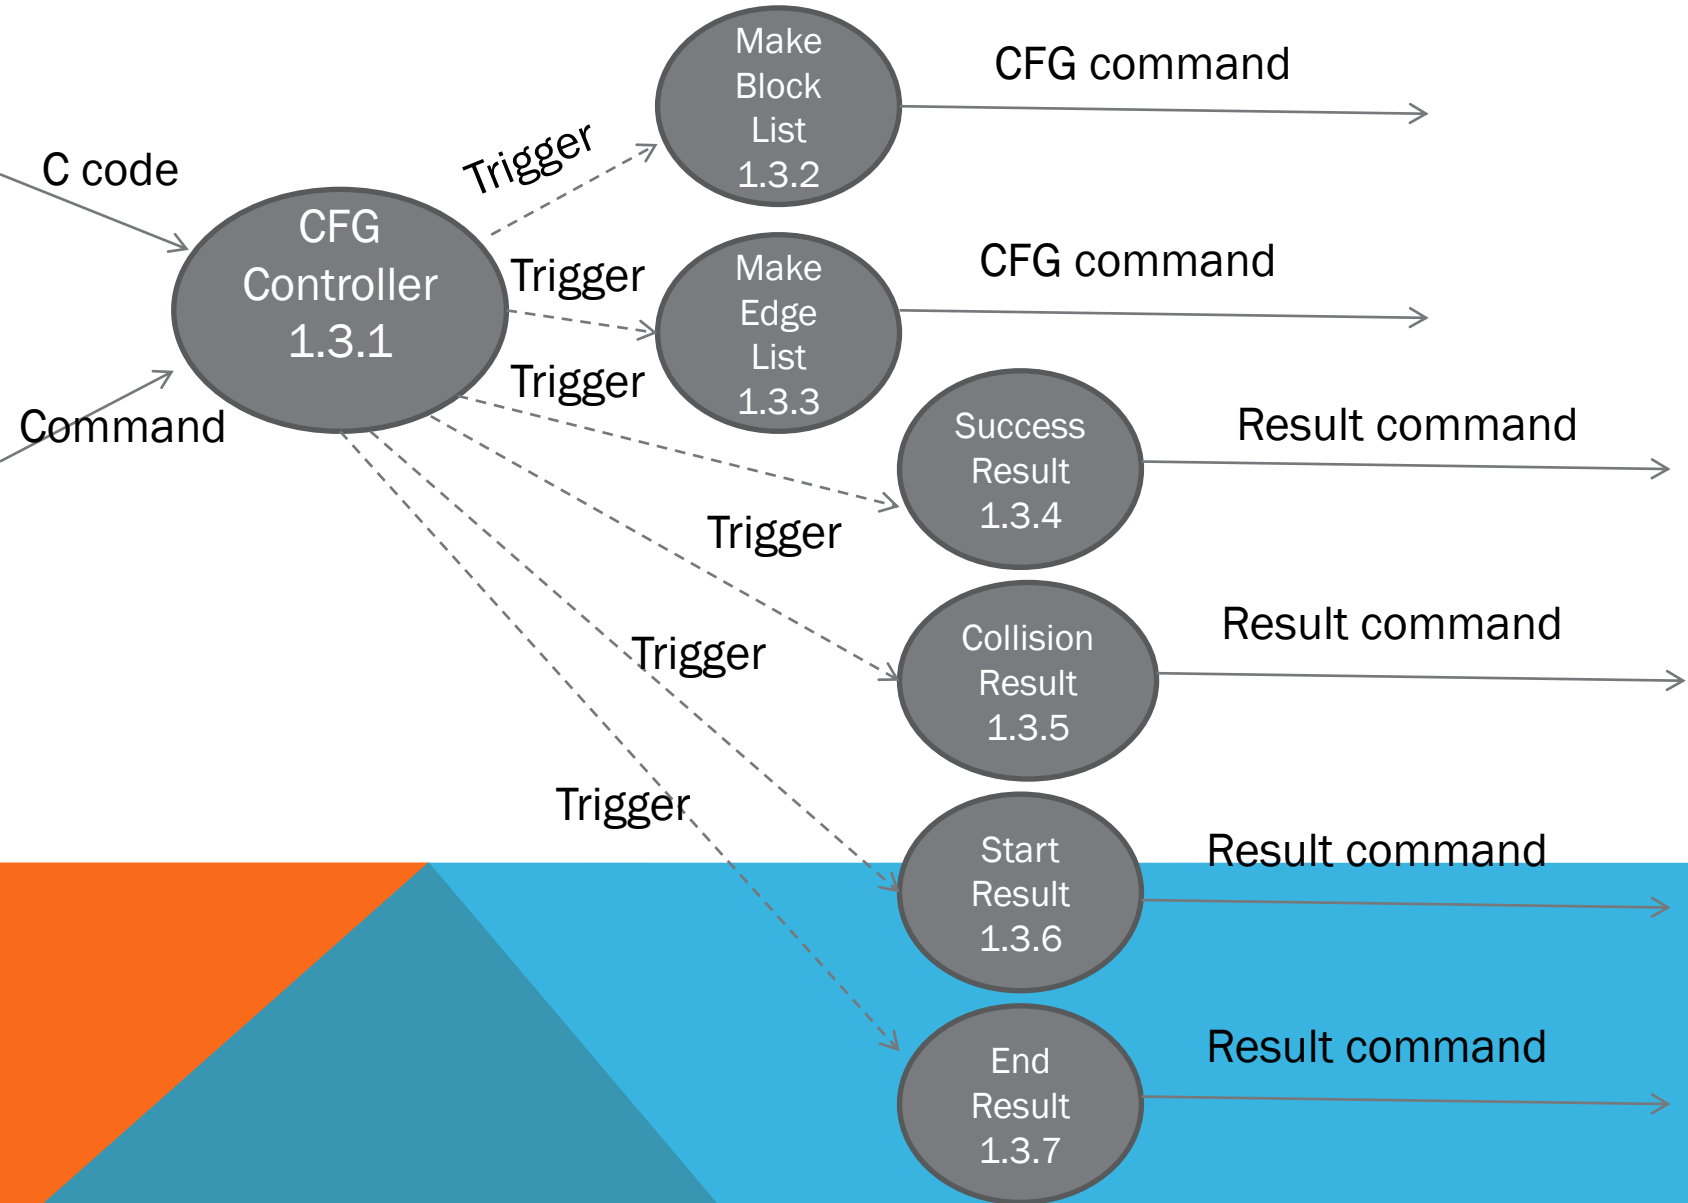 Make
Block
List
1.3.2
CFG command
Trigger
C code
CFG
Controller
1.3.1
Trigger
Make
Edge
List
1.3.3
CFG command
Trigger
Command
Success
Result
1.3.4
Result command
Trigger
Collision
Result
1.3.5
Result command
Trigger
Trigger
Start
Result
1.3.6
Result command
End
Result
1.3.7
Result command